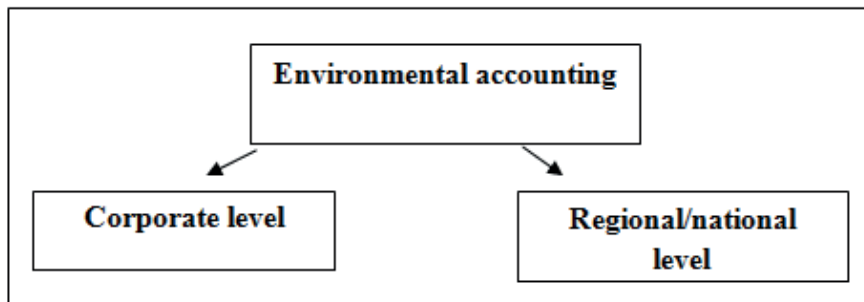 Environmental accounting
Corporate level
Regional/national
level